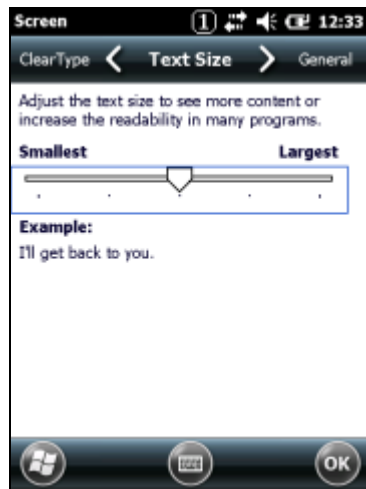 Screen 1 12:33
ClearType Text Size General
Adjust the text size to see more content or
increase the readability in many programs.
Smallest Largest
Example:
I'll get back to you.
OK